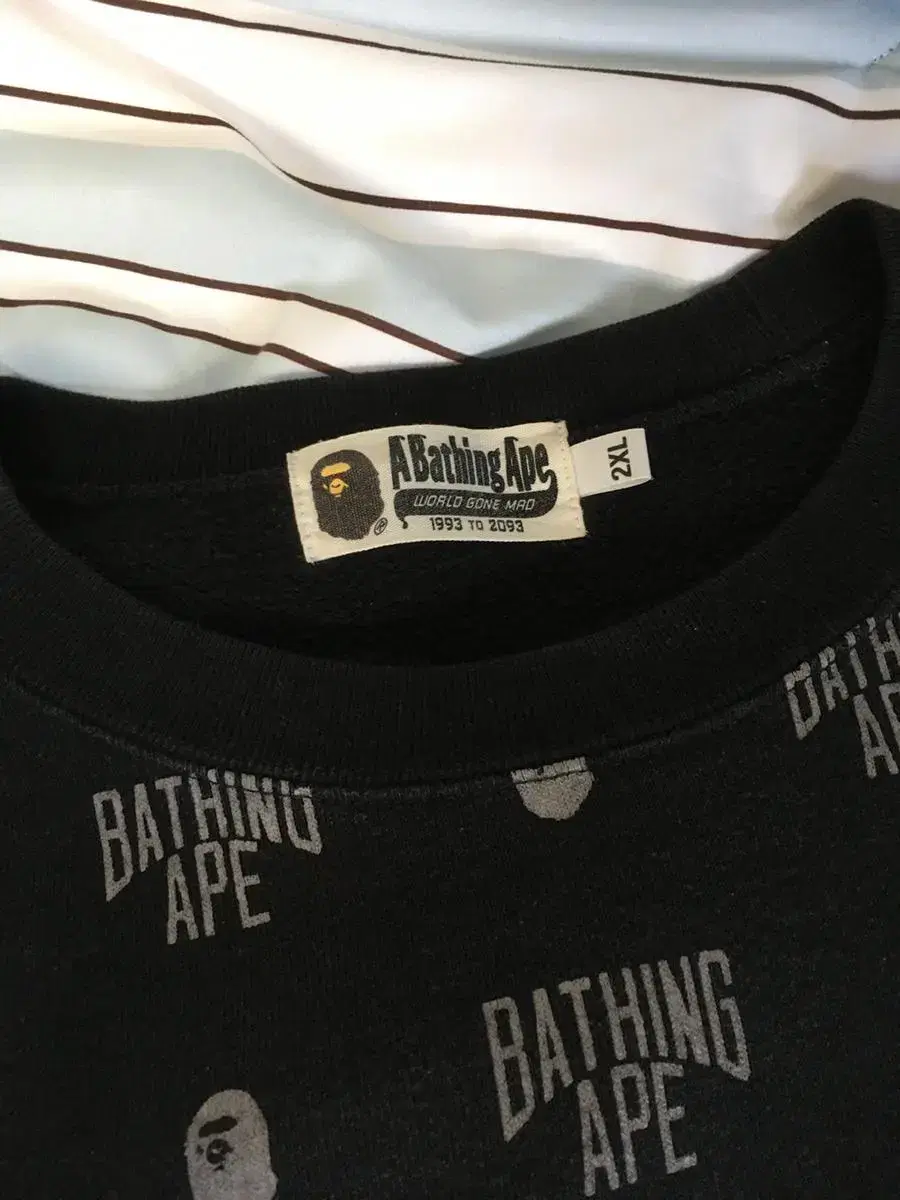 A Bathing Ape
WORLD GONE MAD
1993 TO 2093
®
2XL
BATHING
APE
BATHING
APE
BATHING
APE